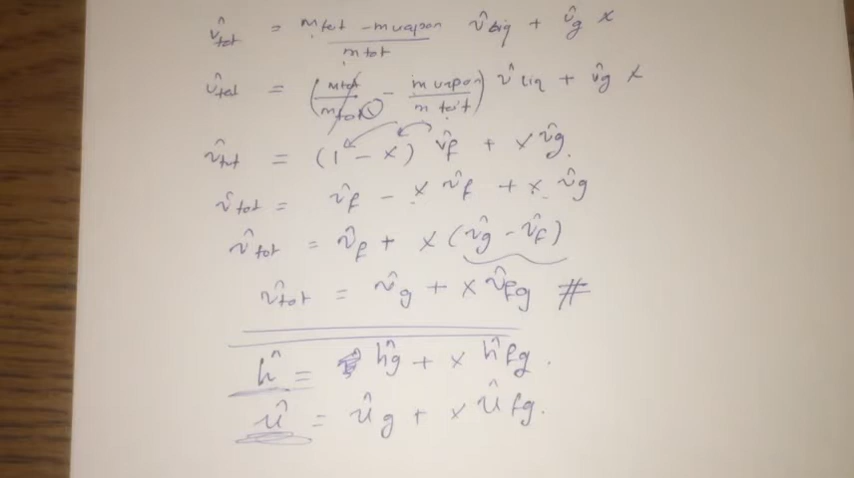 v̂tot = mtot - mvapor / mtot v̂liq + v̂g x
v̂tot = (mtot / mtot - mvapor / mtot) v̂liq + v̂g x
v̂tot = (1 - x) v̂f + x v̂g.
v̂tot = v̂f - x v̂f + x v̂g
v̂tot = v̂f + x (v̂g - v̂f)
v̂tot = v̂g + x v̂fg #
ĥ = ĥg + x ĥfg.
û = ûg + x ûfg.